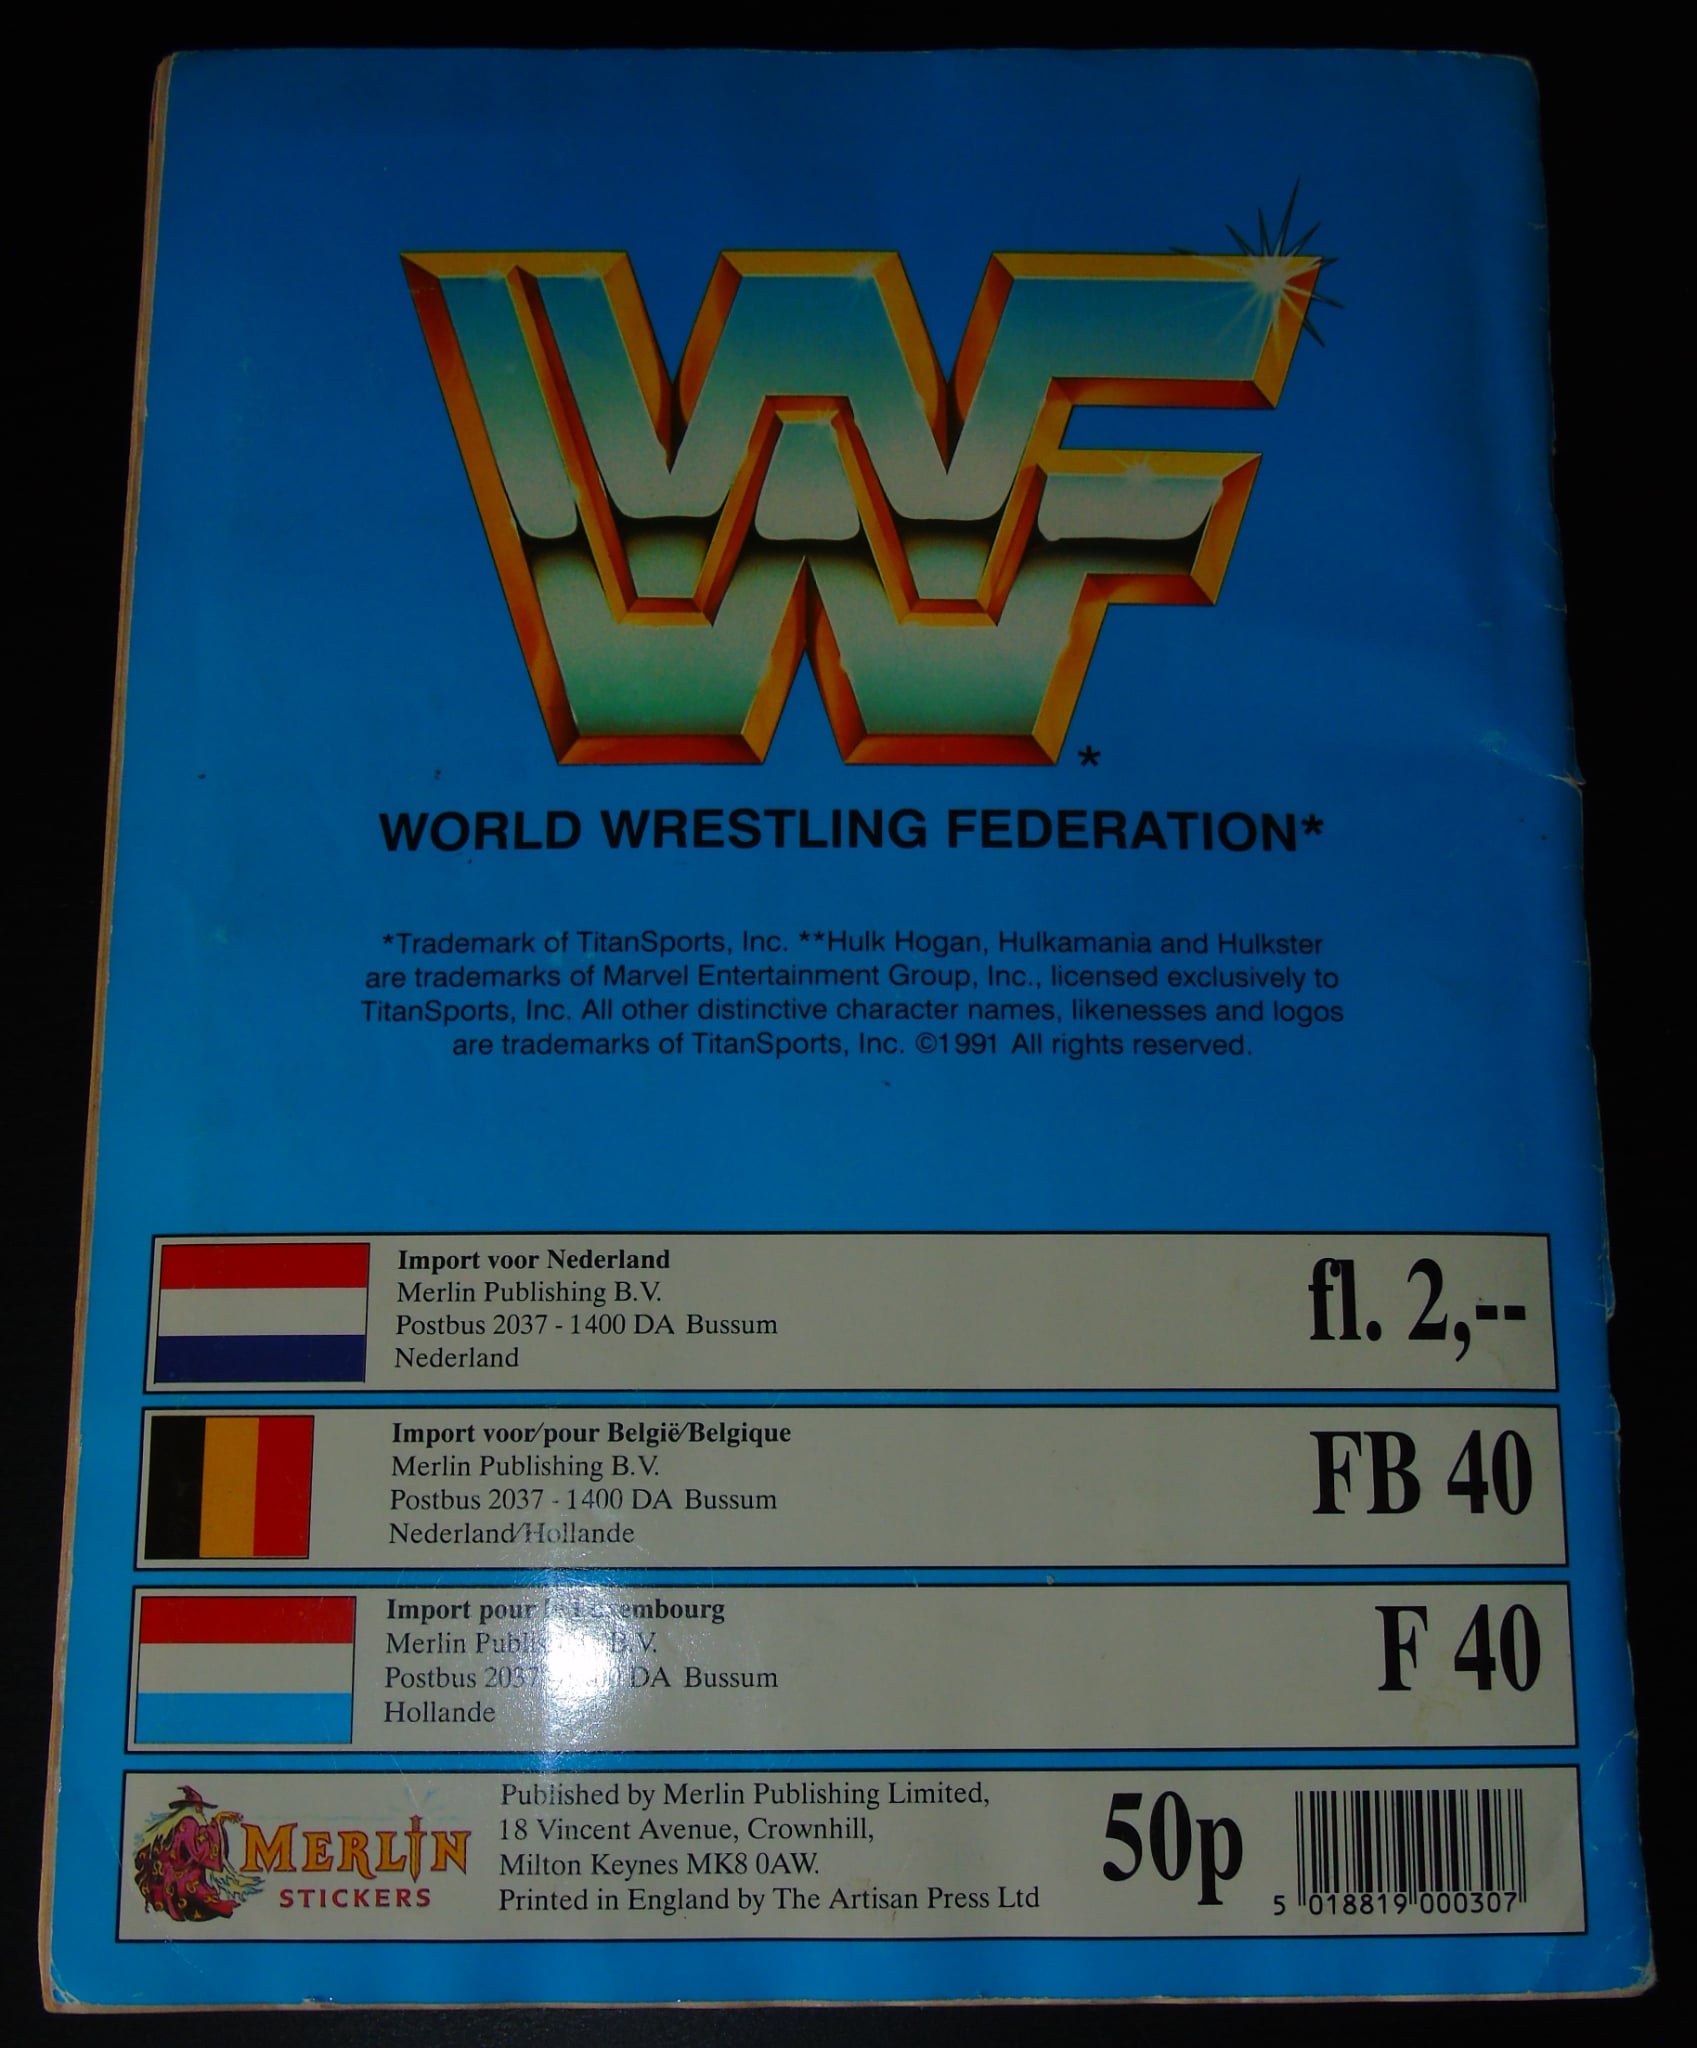 WF
*
WORLD WRESTLING FEDERATION*
*Trademark of TitanSports, Inc. **Hulk Hogan, Hulkamania and Hulkster
are trademarks of Marvel Entertainment Group, Inc., licensed exclusively to
TitanSports, Inc. All other distinctive character names, likenesses and logos
are trademarks of TitanSports, Inc. ©1991 All rights reserved.
Import voor Nederland
Merlin Publishing B.V.
Postbus 2037 - 1400 DA Bussum
Nederland
fl. 2,--
Import voor/pour België/Belgique
Merlin Publishing B.V.
Postbus 2037 - 1400 DA Bussum
Nederland/Hollande
FB 40
Import pour Luxembourg
Merlin Publishing B.V.
Postbus 2037 - 1400 DA Bussum
Hollande
F 40
MERLIN
STICKERS
Published by Merlin Publishing Limited,
18 Vincent Avenue, Crownhill,
Milton Keynes MK8 0AW.
Printed in England by The Artisan Press Ltd
50p
5 018819 000307